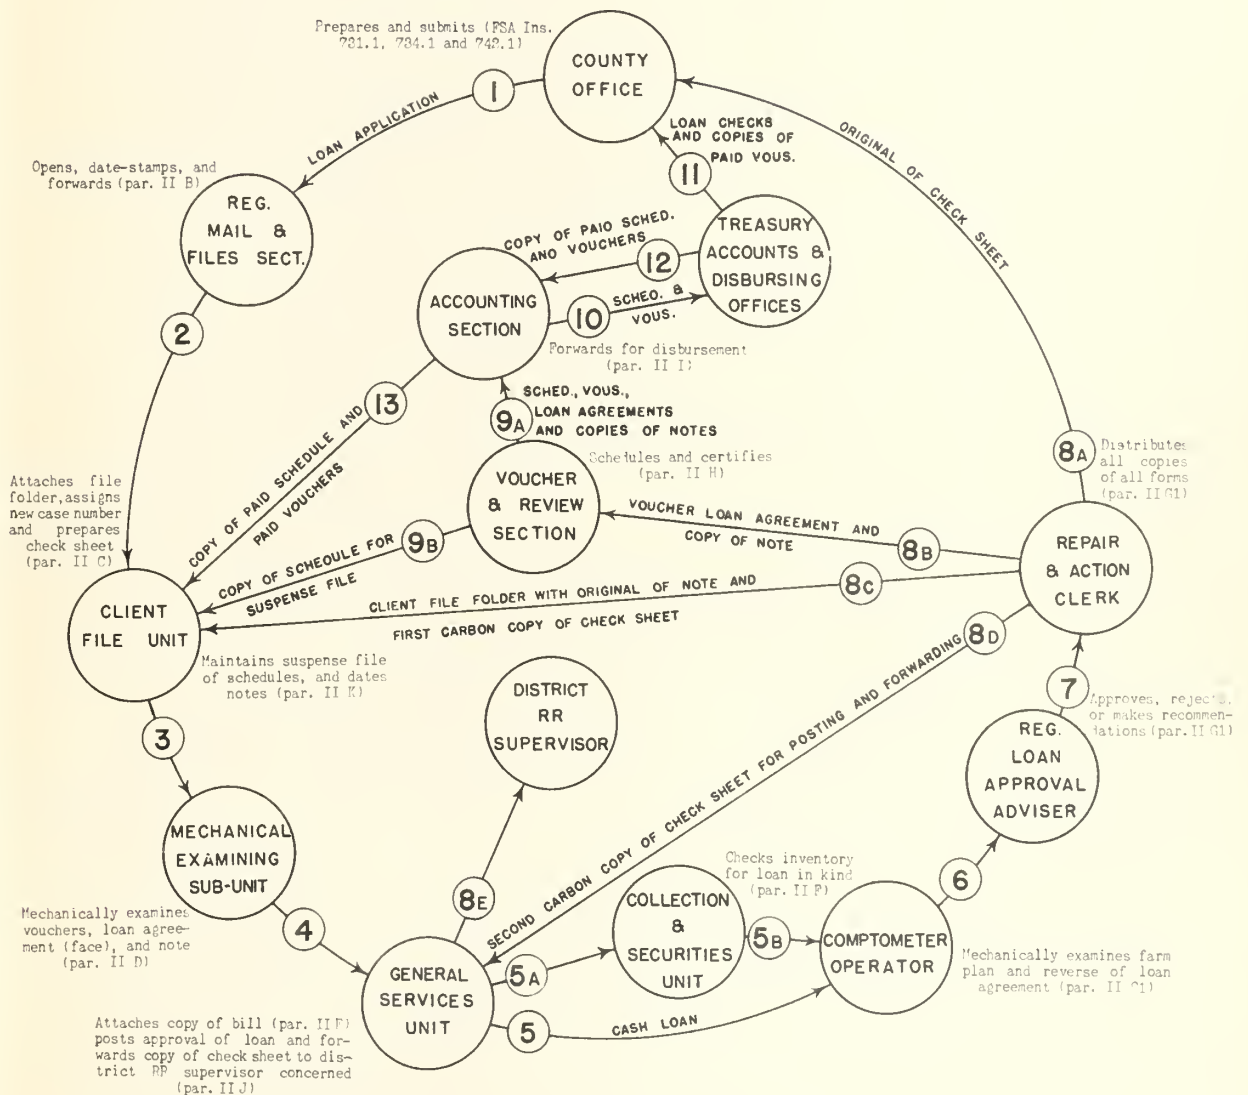 Prepares and submits (FSA Ins.
731.1, 734.1 and 742.1)
COUNTY
OFFICE
1
LOAN APPLICATION
Opens, date-stamps, and
forwards (par. II B)
REG.
MAIL &
FILES SECT.
2
LOAN CHECKS
AND COPIES OF
PAID VOUS.
11
ORIGINAL OF CHECK SHEET
TREASURY
ACCOUNTS &
DISBURSING
OFFICES
COPY OF PAID SCHED.
AND VOUCHERS
12
ACCOUNTING
SECTION
10
SCHED. &
VOUS.
Forwards for disbursement
(par. II I)
13
COPY OF PAID SCHEDULE AND
PAID VOUCHERS
9A
SCHED., VOUS.,
LOAN AGREEMENTS
AND COPIES OF NOTES
Schedules and certifies
(par. II H)
VOUCHER
& REVIEW
SECTION
8A
Distributes
all copies
of all forms
(par. II G1)
Attaches file
folder, assigns
new case number
and prepares
check sheet
(par. II C)
9B
COPY OF SCHEDULE FOR
SUSPENSE FILE
VOUCHER LOAN AGREEMENT AND
COPY OF NOTE
8B
REPAIR
& ACTION
CLERK
CLIENT
FILE UNIT
CLIENT FILE FOLDER WITH ORIGINAL OF NOTE AND
FIRST CARBON COPY OF CHECK SHEET
8C
8D
Maintains suspense file
of schedules, and dates
notes (par. II K)
SECOND CARBON COPY OF CHECK SHEET FOR POSTING AND FORWARDING
7
Approves, rejects,
or makes recommen-
dations (par. II G1)
3
DISTRICT
RR
SUPERVISOR
REG.
LOAN
APPROVAL
ADVISER
MECHANICAL
EXAMINING
SUB-UNIT
Mechanically examines
vouchers, loan agree-
ment (face), and note
(par. II D)
4
8E
Checks inventory
for loan in kind
(par. II F)
6
COLLECTION
&
SECURITIES
UNIT
5B
COMPTOMETER
OPERATOR
Mechanically examines farm
plan and reverse of loan
agreement (par. II G1)
GENERAL
SERVICES
UNIT
5A
5
CASH LOAN
Attaches copy of bill (par. II F)
posts approval of loan and for-
wards copy of check sheet to dis-
trict RR supervisor concerned
(par. II J)